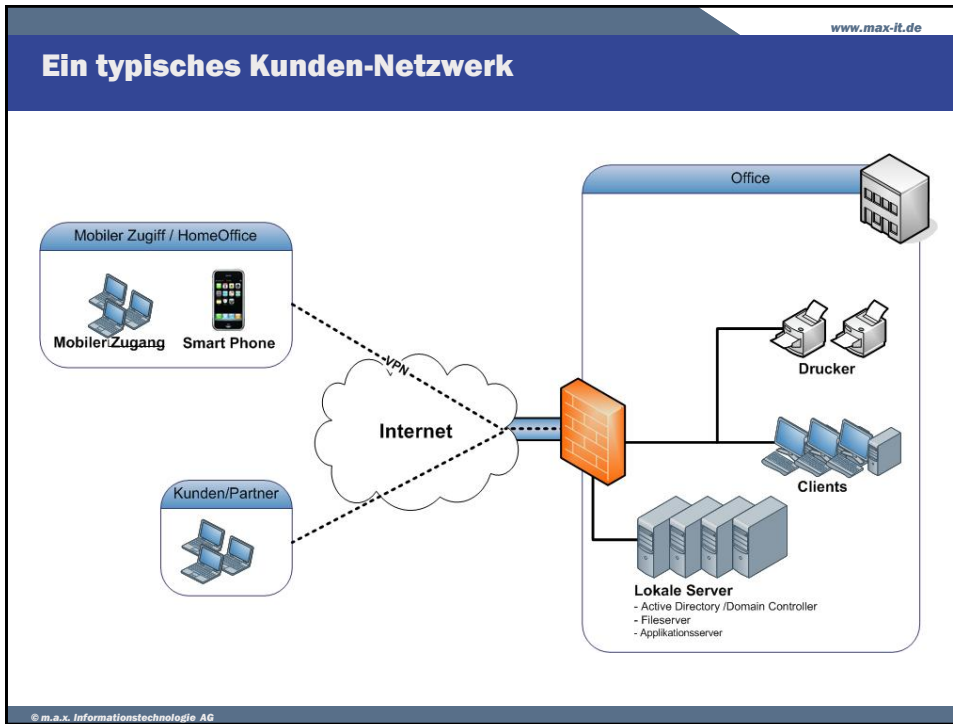 www.max-it.de
Ein typisches Kunden-Netzwerk
Office
Mobiler Zugiff / HomeOffice
Mobiler Zugang
Smart Phone
VPN
Internet
Drucker
Clients
Kunden/Partner
Lokale Server
- Active Directory /Domain Controller
- Fileserver
- Applikationsserver
© m.a.x. Informationstechnologie AG